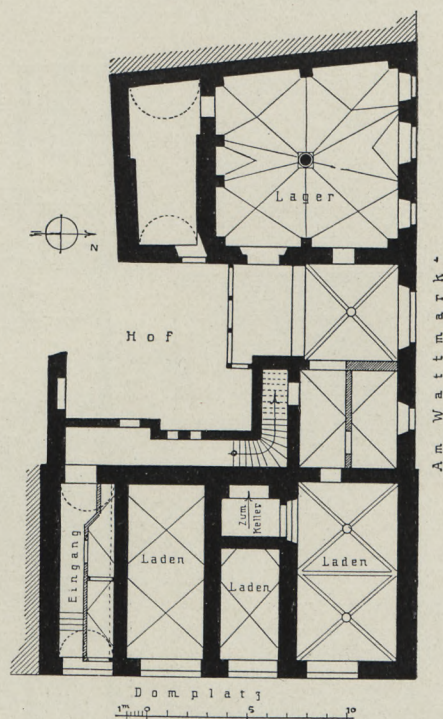 Lager
N
Hof
Am Wattmark-
Zum
Keller
Eingang
Laden
Laden
Laden
Domplatz
1m 0 5 10